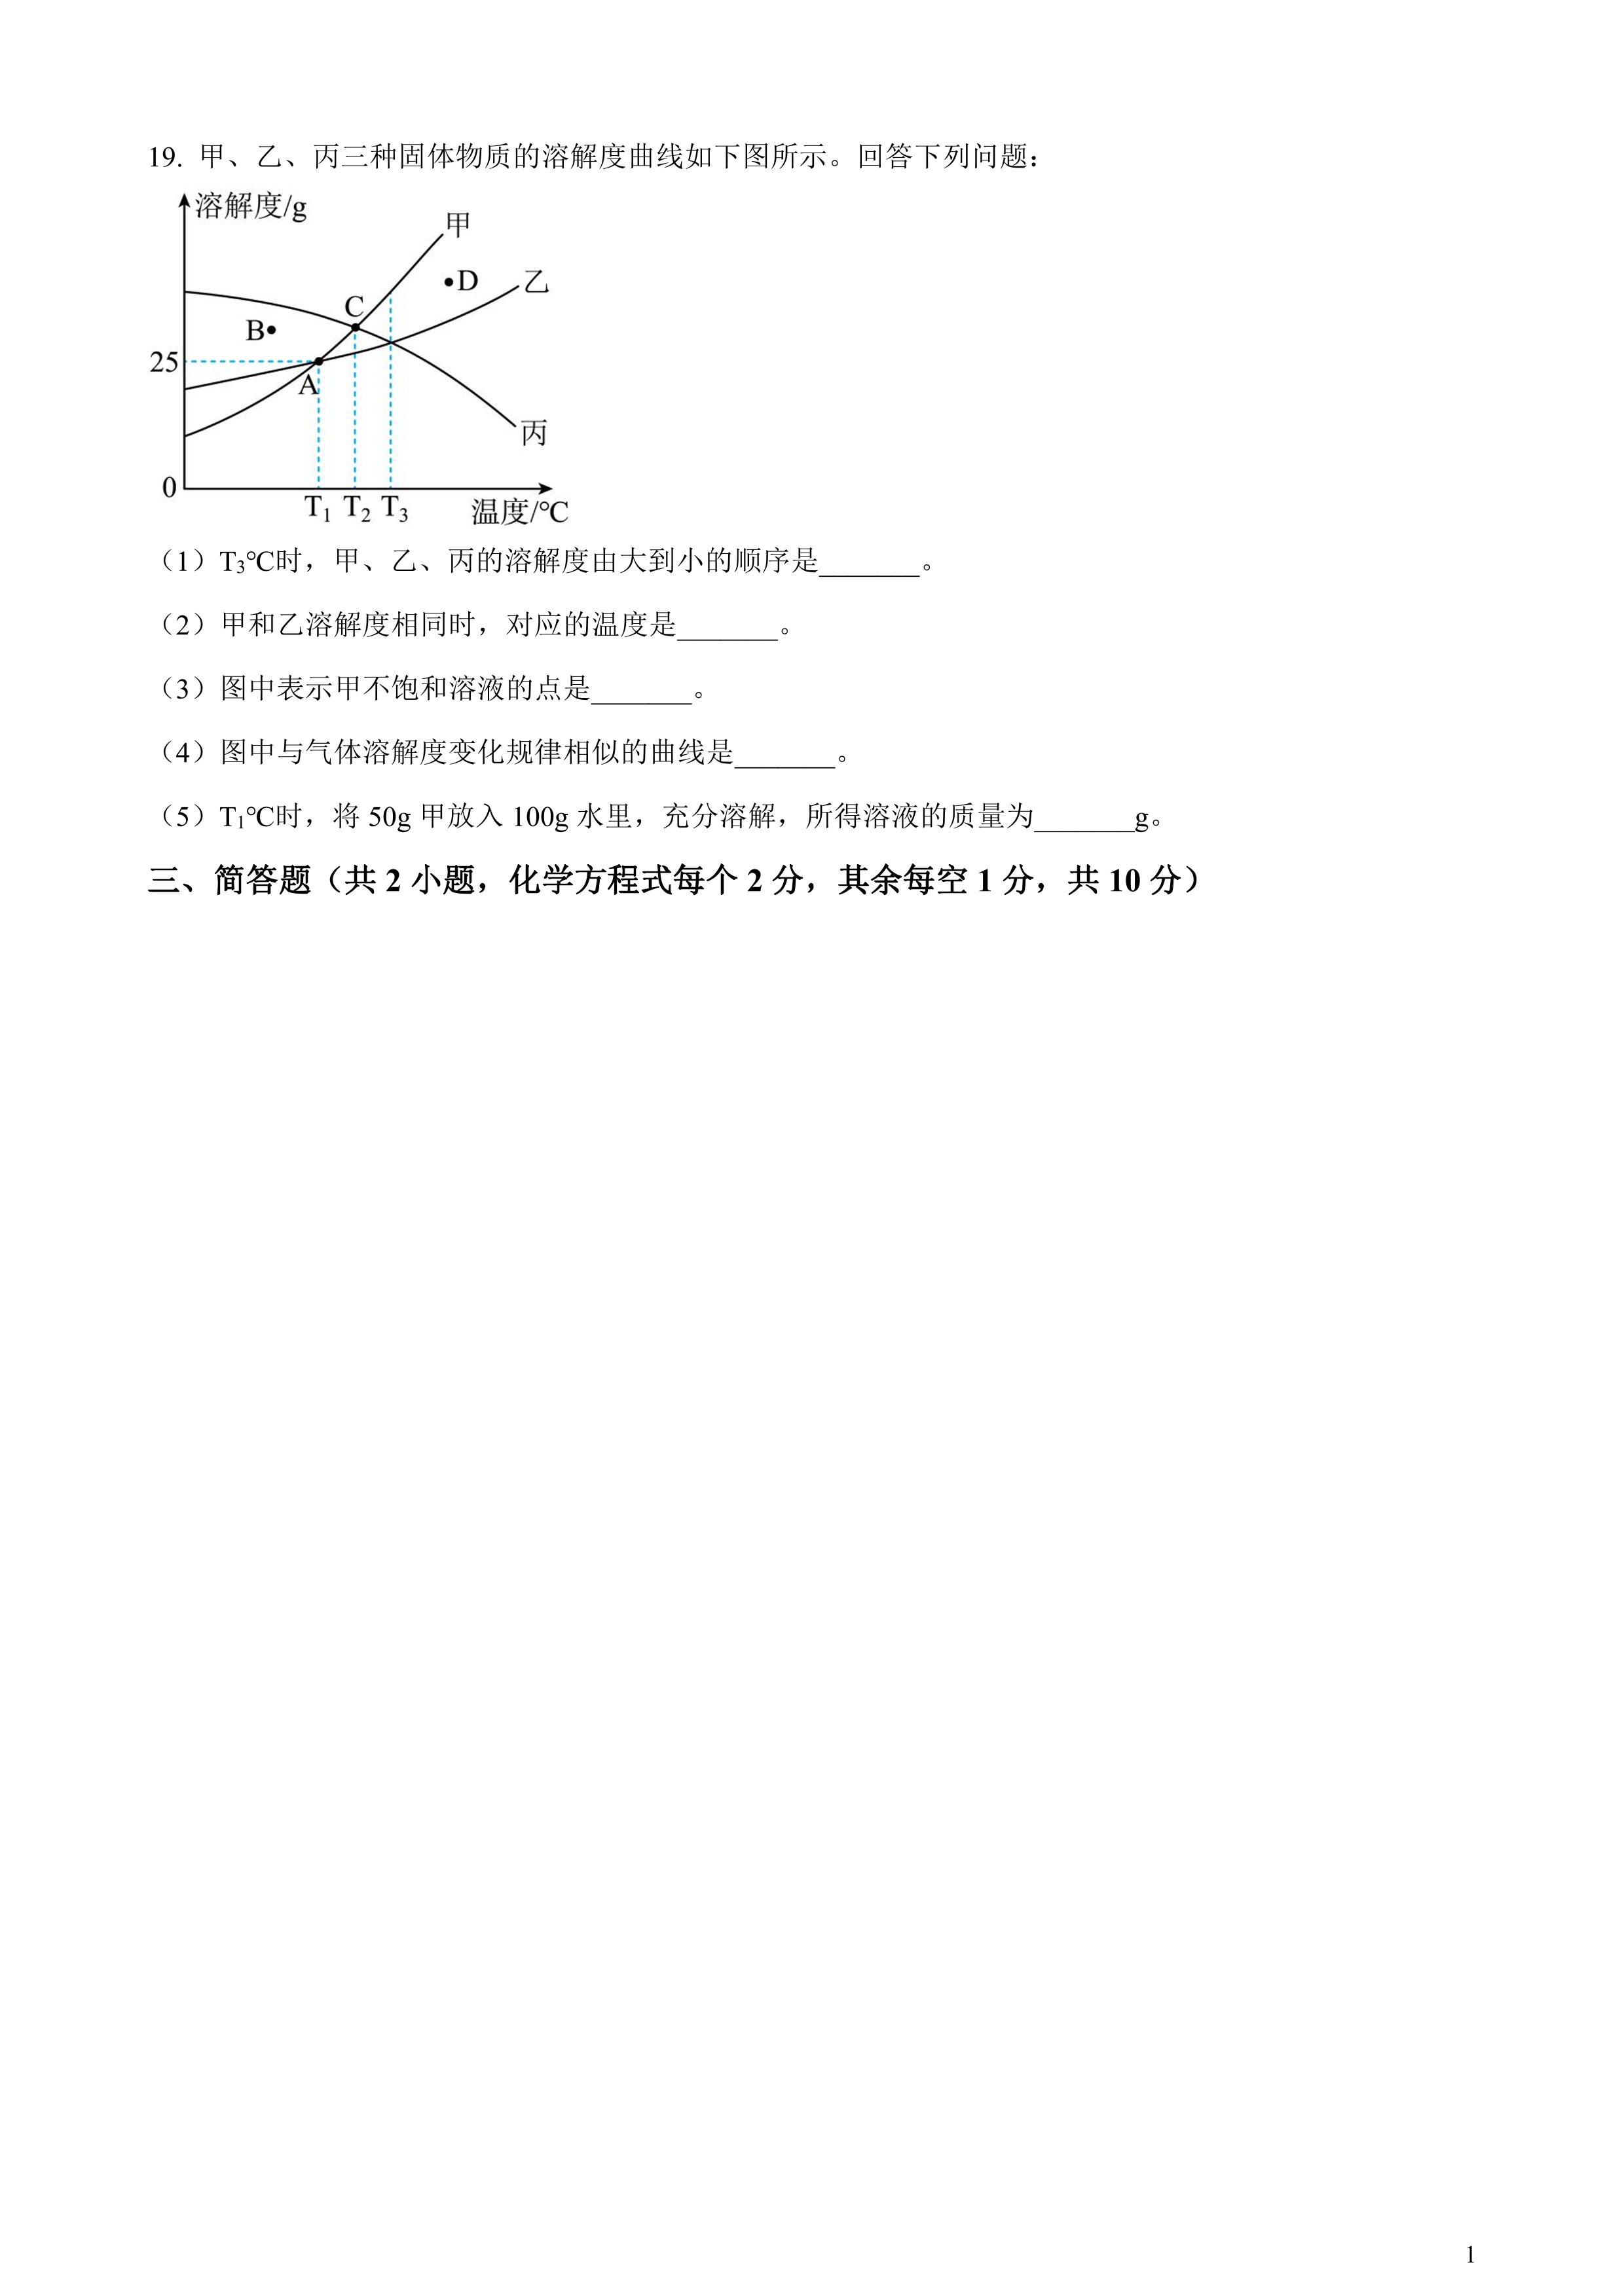 19. 甲、乙、丙三种固体物质的溶解度曲线如下图所示。回答下列问题：
溶解度/g
甲
D
乙
C
B
25
A
丙
0
T₁ T₂ T₃ 温度/℃
（1）T₃℃时，甲、乙、丙的溶解度由大到小的顺序是_______。
（2）甲和乙溶解度相同时，对应的温度是_______。
（3）图中表示甲不饱和溶液的点是_______。
（4）图中与气体溶解度变化规律相似的曲线是_______。
（5）T₁℃时，将 50g 甲放入 100g 水里，充分溶解，所得溶液的质量为_______g。
三、简答题（共 2 小题，化学方程式每个 2 分，其余每空 1 分，共 10 分）
1